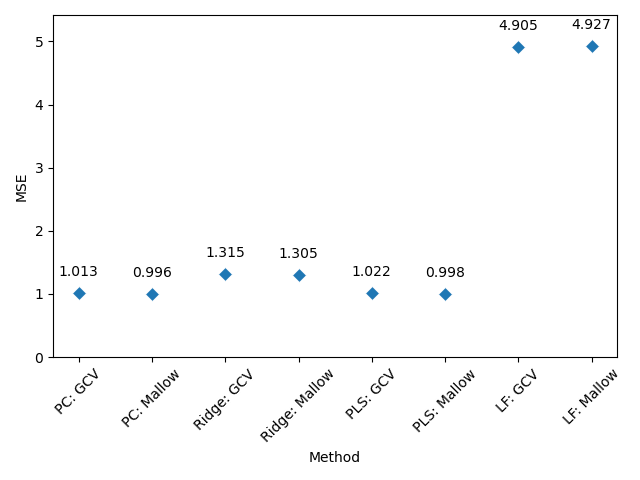 4.905
4.927
5
4
3
2
1
0
MSE
1.013
0.996
1.315
1.305
1.022
0.998
PC: GCV
PC: Mallow
Ridge: GCV
Ridge: Mallow
PLS: GCV
PLS: Mallow
LF: GCV
LF: Mallow
Method